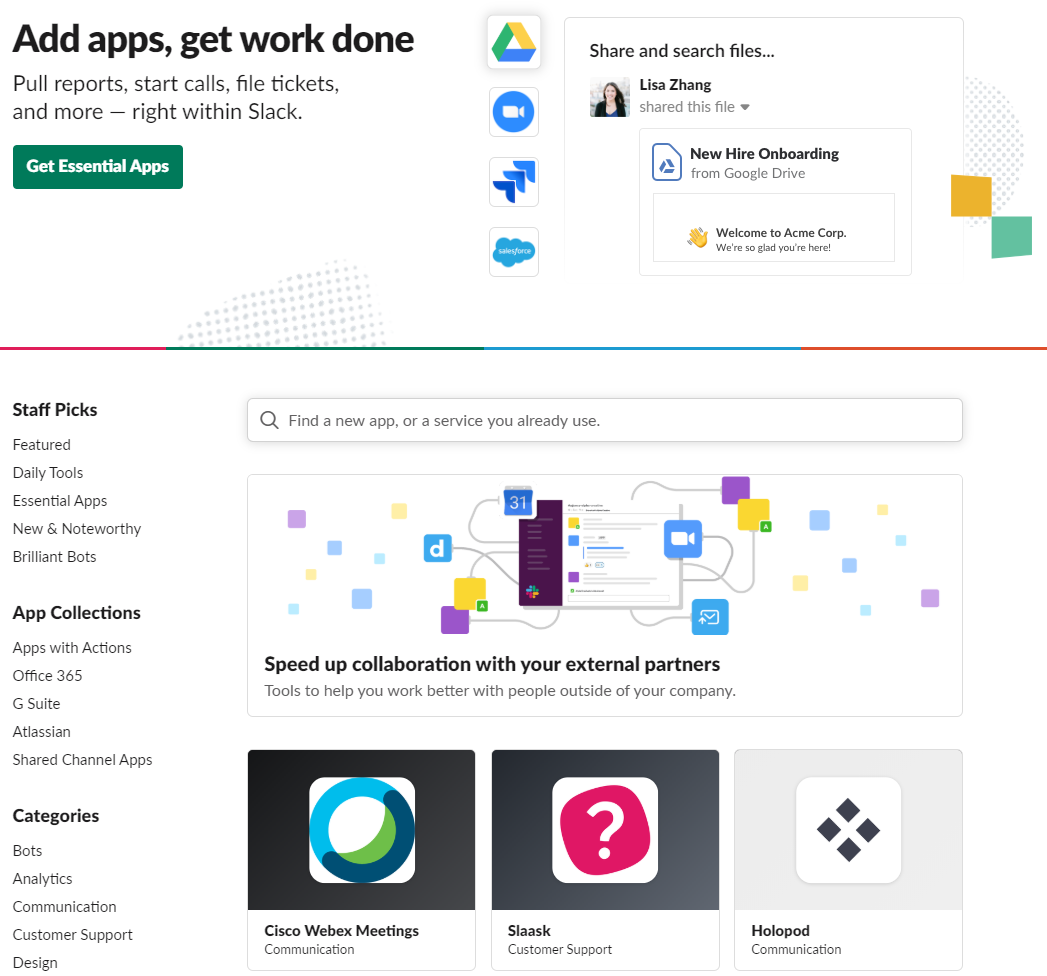 Add apps, get work done
Pull reports, start calls, file tickets,
and more — right within Slack.
Get Essential Apps
salesforce
Share and search files...
Lisa Zhang
shared this file
New Hire Onboarding
from Google Drive
Welcome to Acme Corp.
We're so glad you're here!
Staff Picks
Featured
Daily Tools
Essential Apps
New & Noteworthy
Brilliant Bots
App Collections
Apps with Actions
Office 365
G Suite
Atlassian
Shared Channel Apps
Categories
Bots
Analytics
Communication
Customer Support
Design
Find a new app, or a service you already use.
31
d
A
A
Speed up collaboration with your external partners
Tools to help you work better with people outside of your company.
Cisco Webex Meetings
Communication
?
Slaask
Customer Support
Holopod
Communication